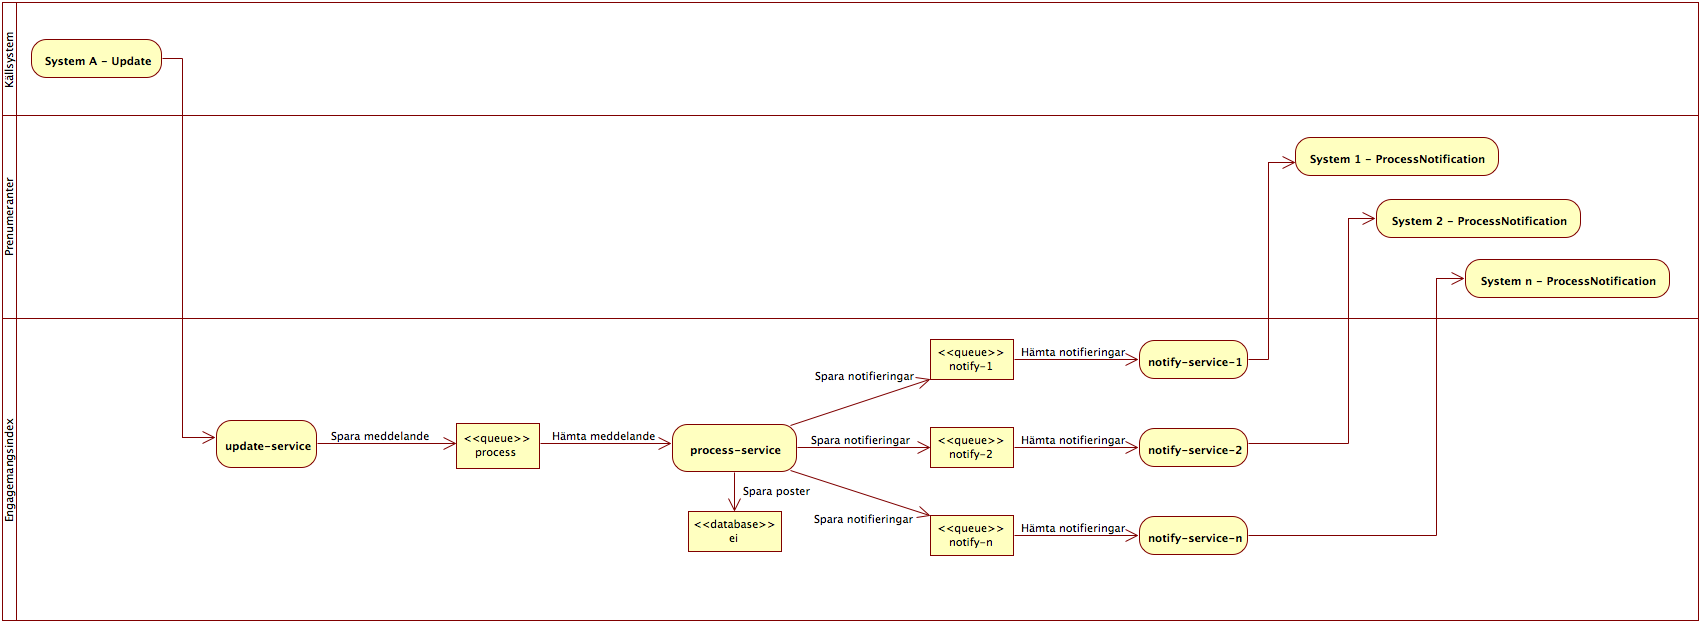 Källsystem
System A - Update
Prenumeranter
System 1 - ProcessNotification
System 2 - ProcessNotification
System n - ProcessNotification
Engagemangsindex
update-service
Spara meddelande
<<queue>>
process
Hämta meddelande
process-service
Spara poster
<<database>>
ei
Spara notifieringar
<<queue>>
notify-1
Hämta notifieringar
notify-service-1
Spara notifieringar
<<queue>>
notify-2
Hämta notifieringar
notify-service-2
Spara notifieringar
<<queue>>
notify-n
Hämta notifieringar
notify-service-n